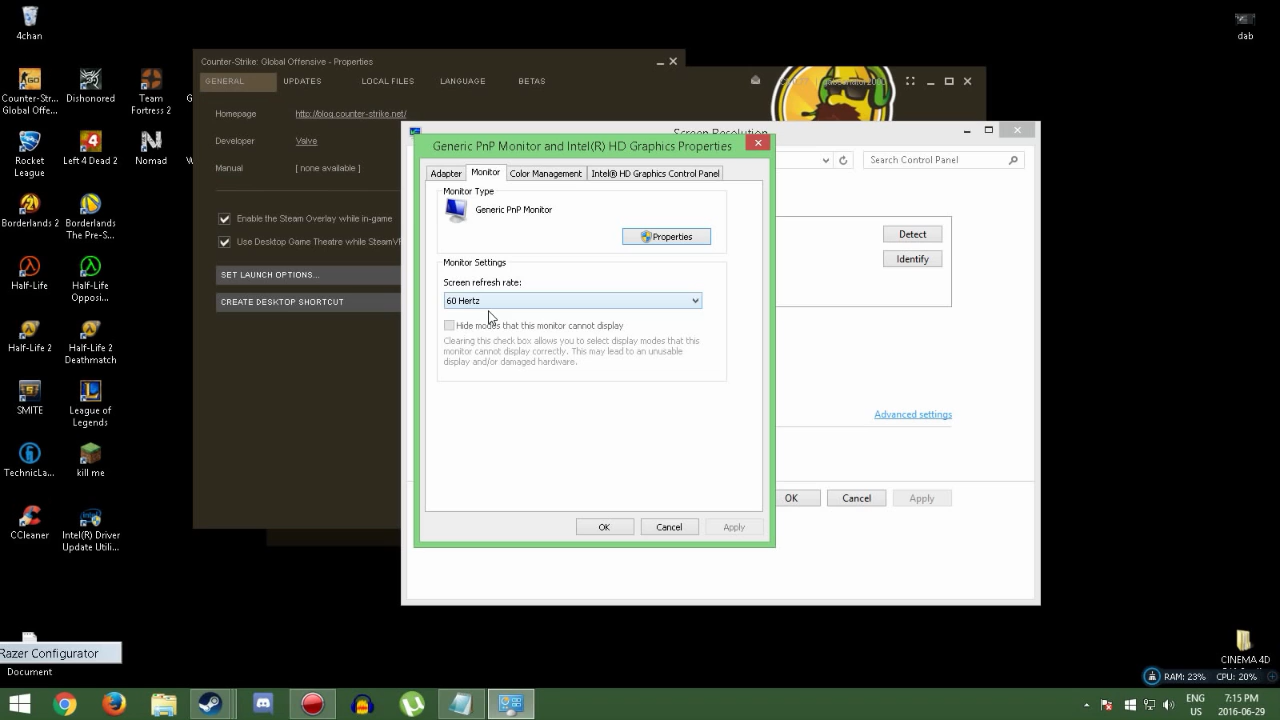 4chan
Counter-Str...
Global Offe...
Dishonored
Team
Fortress 2
Rocket
League
Left 4 Dead 2
Nomad
Borderlands 2
Borderlands
The Pre-S...
Half-Life
Half-Life
Opposi...
Half-Life 2
Half-Life 2
Deathmatch
SMITE
League of
Legends
TechnicLa...
kill me
CCleaner
Intel(R) Driver
Update Utili...
Razer Configurator
Document
dab
CINEMA 4D
Counter-Strike: Global Offensive - Properties
GENERAL
UPDATES
LOCAL FILES
LANGUAGE
BETAS
Homepage
http://blog.counter-strike.net/
Developer
Valve
Manual
[ none available ]
Enable the Steam Overlay while in-game
Use Desktop Game Theatre while SteamVR
SET LAUNCH OPTIONS...
CREATE DESKTOP SHORTCUT
Screen Resolution
Search Control Panel
Detect
Identify
Advanced settings
OK
Cancel
Apply
Generic PnP Monitor and Intel(R) HD Graphics Properties
Adapter
Monitor
Color Management
Intel® HD Graphics Control Panel
Monitor Type
Generic PnP Monitor
Properties
Monitor Settings
Screen refresh rate:
60 Hertz
Hide modes that this monitor cannot display
Clearing this check box allows you to select display modes that this
monitor cannot display correctly. This may lead to an unusable
display and/or damaged hardware.
OK
Cancel
Apply
RAM: 23%
CPU: 20%
ENG
US
7:15 PM
2016-06-29